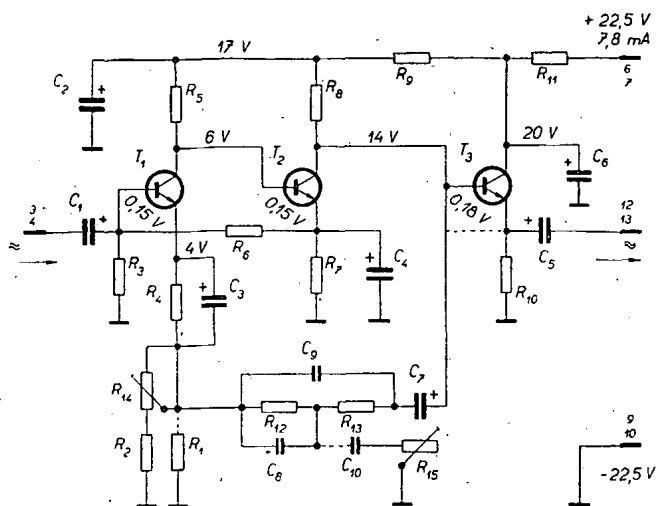 + 22,5 V
7,8 mA
17 V
R9
R11
6
7
C2
R5
R8
6 V
14 V
20 V
T1
T2
T3
C6
3
4
C1
0,15 V
0,15 V
0,18 V
12
13
≈
R6
≈
R3
4 V
R7
C4
C5
R4
C3
R10
C9
C7
R14
R12
R13
9
10
R2
R1
C8
C10
R15
-22,5 V